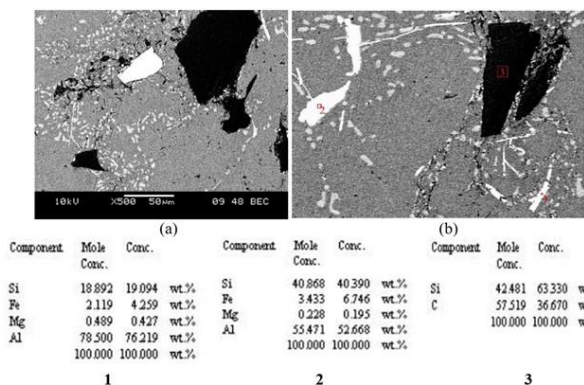 10kV X500 50µm 09 48 BEC
2
3
(a) (b)
Component Mole Conc. Conc.
Si 18.892 19.094 wt.%
Fe 2.119 4.259 wt.%
Mg 0.489 0.427 wt.%
Al 78.500 76.219 wt.%
100.000 100.000 wt.%
1
Component Mole Conc. Conc.
Si 40.868 40.390 wt.%
Fe 3.433 6.746 wt.%
Mg 0.228 0.195 wt.%
Al 55.471 52.668 wt.%
100.000 100.000 wt.%
2
Component Mole Conc. Conc.
Si 42.481 63.330 w
C 57.519 36.670 w
100.000 100.000 w
3